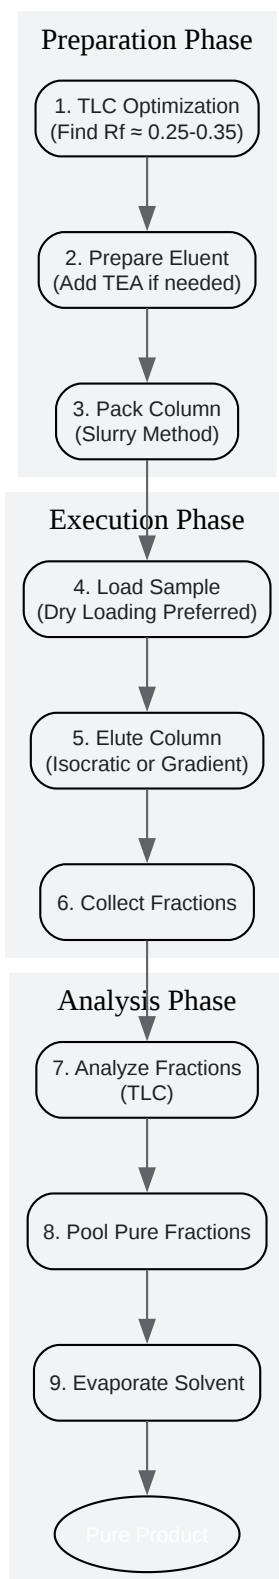 Preparation Phase
1. TLC Optimization
(Find Rf ≈ 0.25-0.35)
2. Prepare Eluent
(Add TEA if needed)
3. Pack Column
(Slurry Method)
Execution Phase
4. Load Sample
(Dry Loading Preferred)
5. Elute Column
(Isocratic or Gradient)
6. Collect Fractions
Analysis Phase
7. Analyze Fractions
(TLC)
8. Pool Pure Fractions
9. Evaporate Solvent
Pure Product